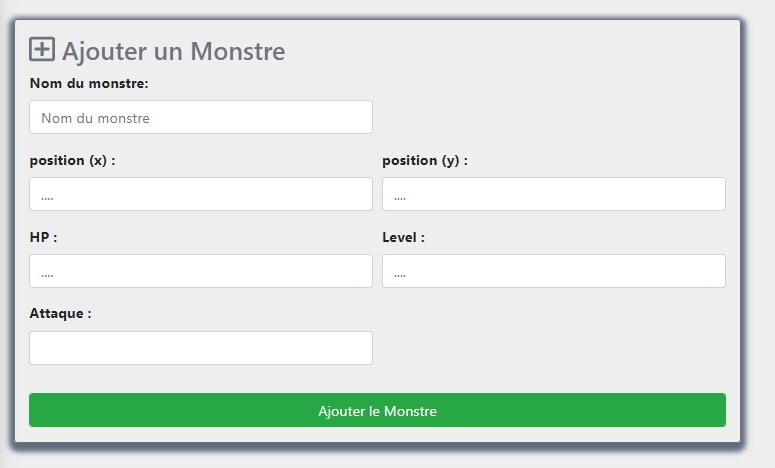 Ajouter un Monstre
Nom du monstre:
Nom du monstre
position (x) : position (y) :
.... ....
HP : Level :
.... ....
Attaque :
Ajouter le Monstre